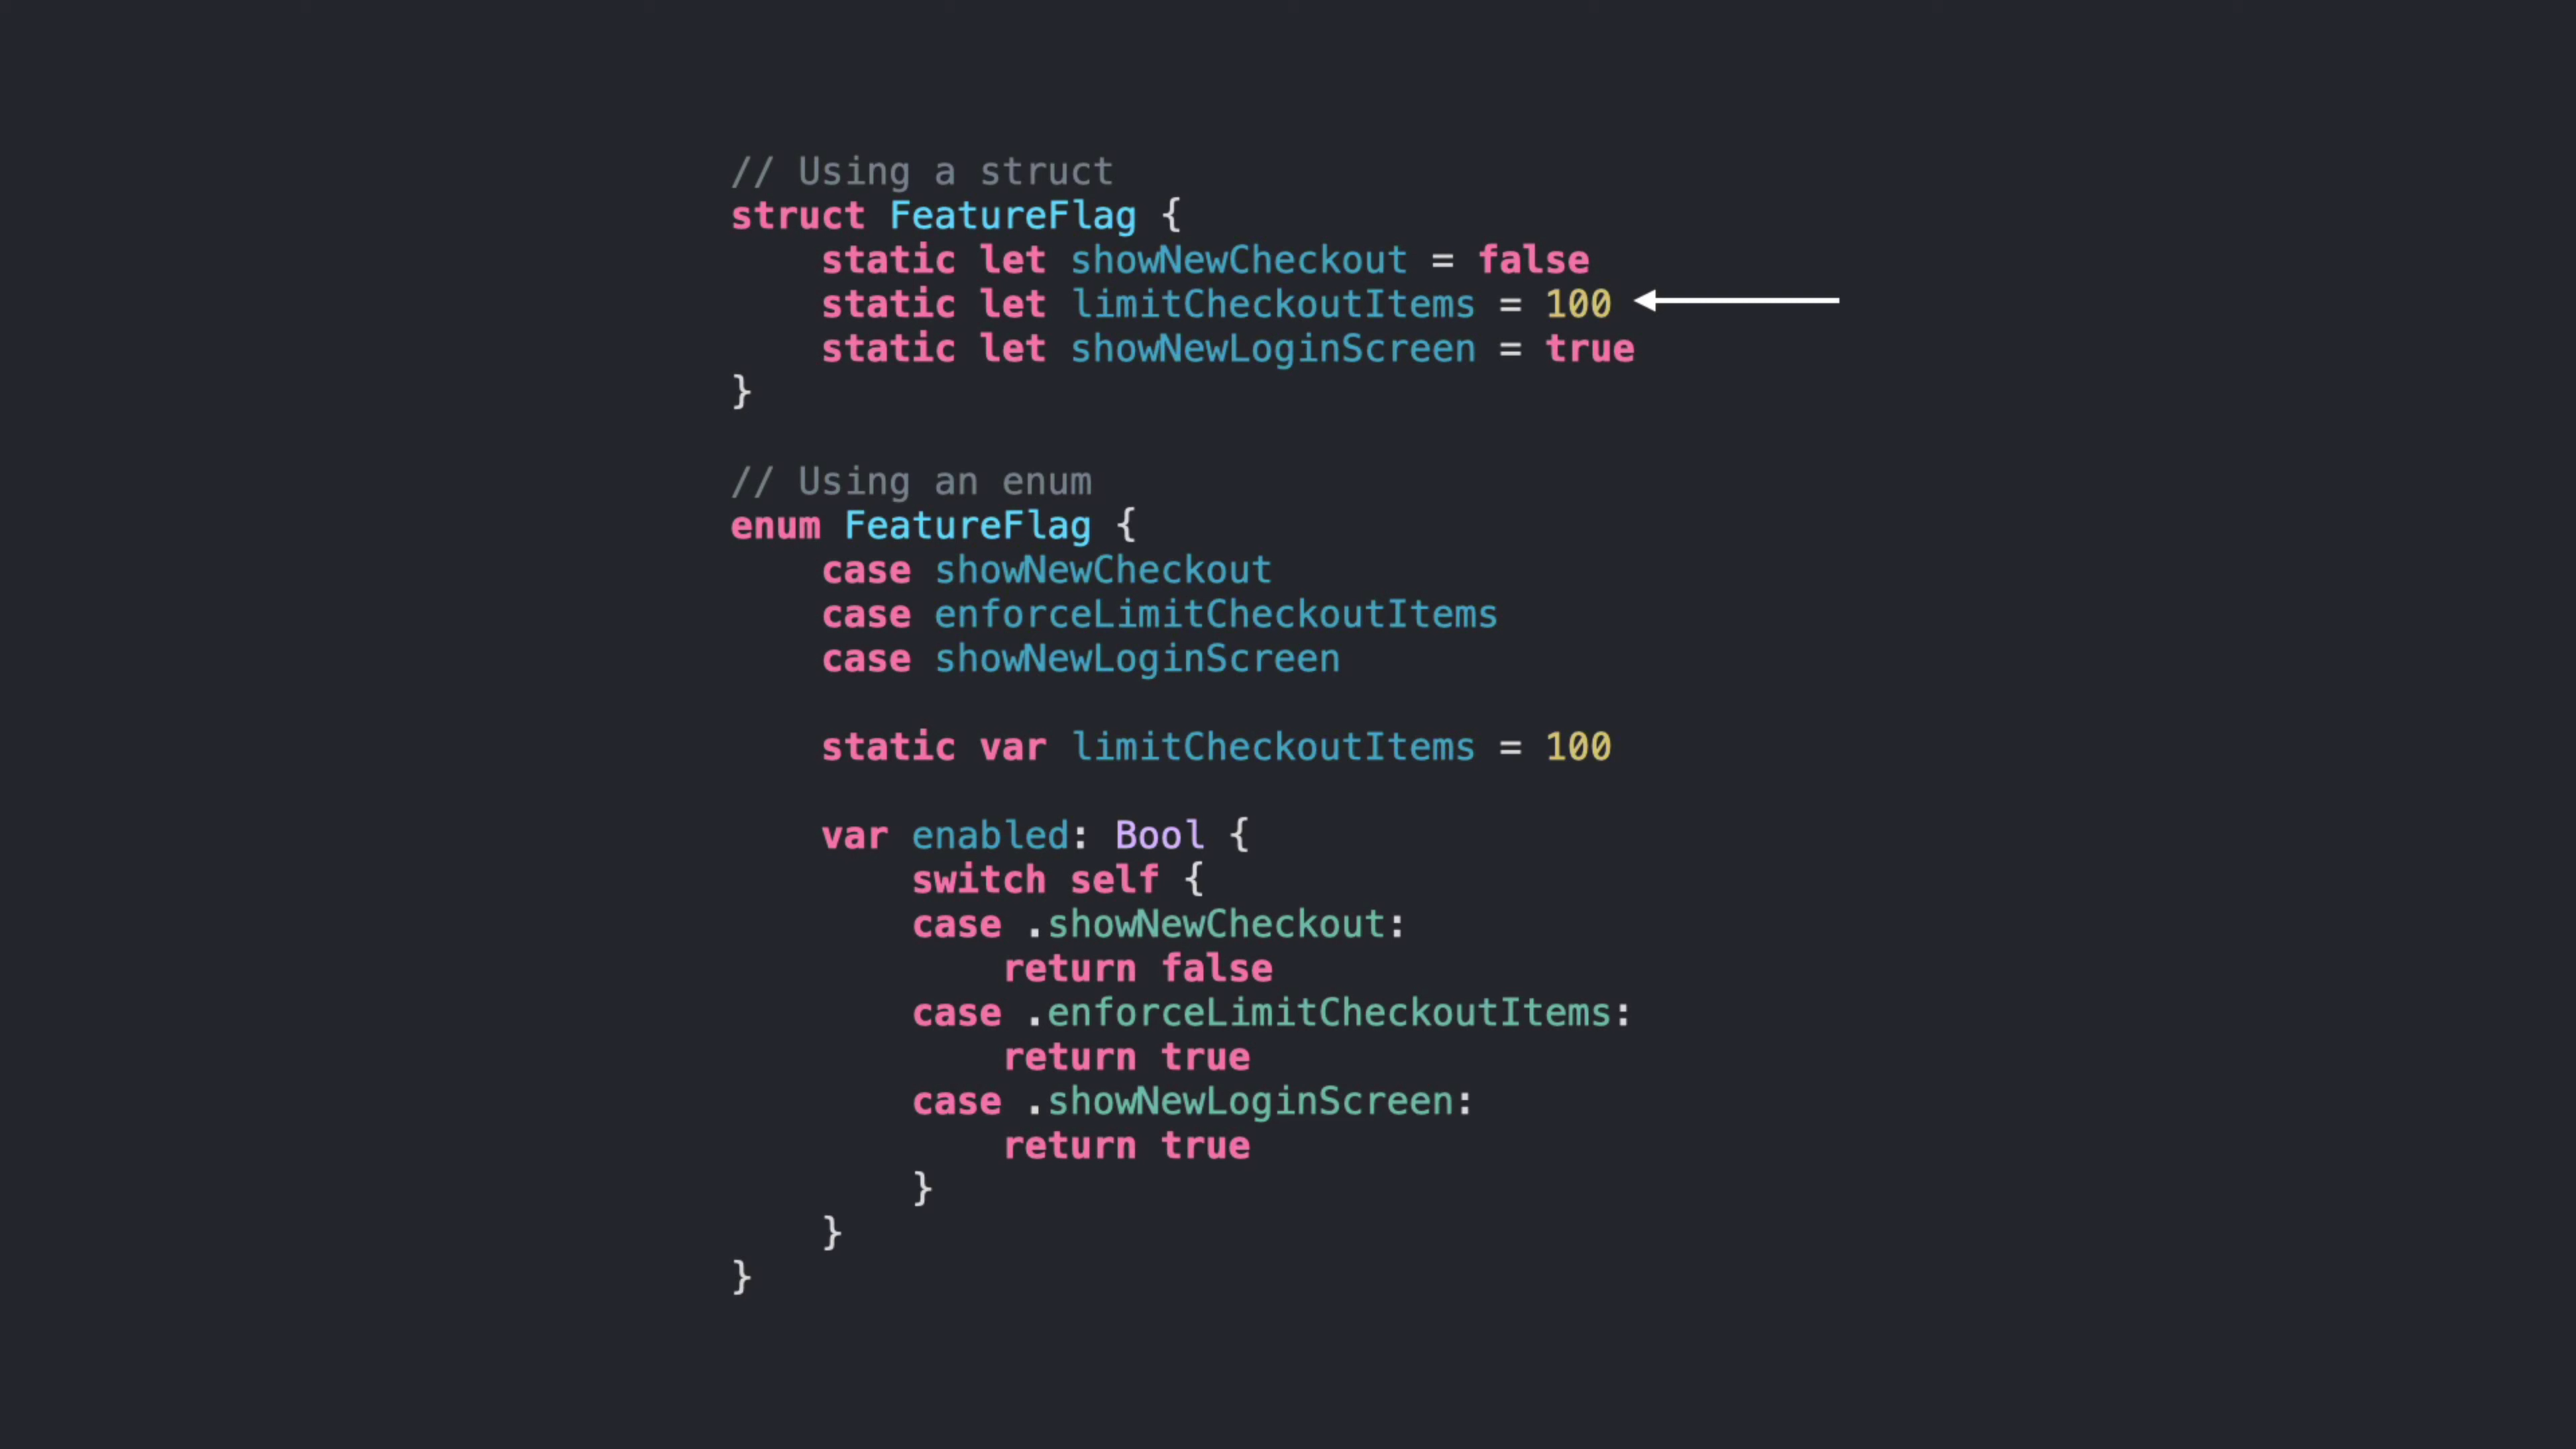 // Using a struct
struct FeatureFlag {
    static let showNewCheckout = false
    static let limitCheckoutItems = 100
    static let showNewLoginScreen = true
}

// Using an enum
enum FeatureFlag {
    case showNewCheckout
    case enforceLimitCheckoutItems
    case showNewLoginScreen

    static var limitCheckoutItems = 100

    var enabled: Bool {
        switch self {
        case .showNewCheckout:
            return false
        case .enforceLimitCheckoutItems:
            return true
        case .showNewLoginScreen:
            return true
        }
    }
}